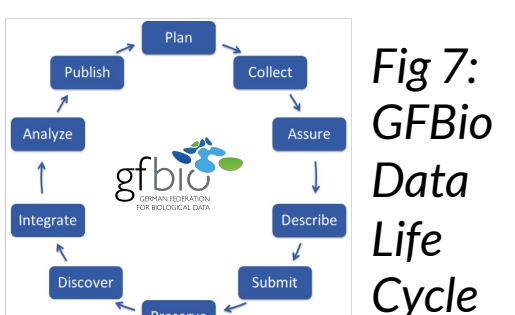 Plan
Collect
Assure
Describe
Submit
Preserve
Discover
Integrate
Analyze
Publish
gfbio
GERMAN FEDERATION
FOR BIOLOGICAL DATA
Fig 7:
GFBio
Data
Life
Cycle